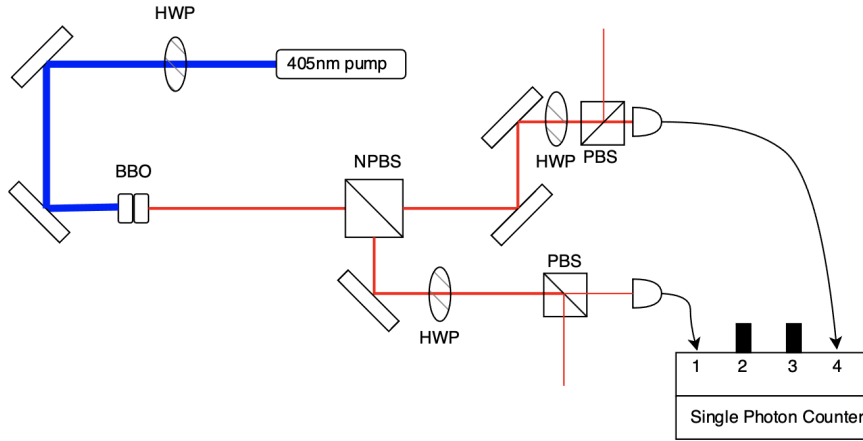 HWP
405nm pump
BBO
NPBS
HWP
PBS
HWP
PBS
1
2
3
4
Single Photon Counter